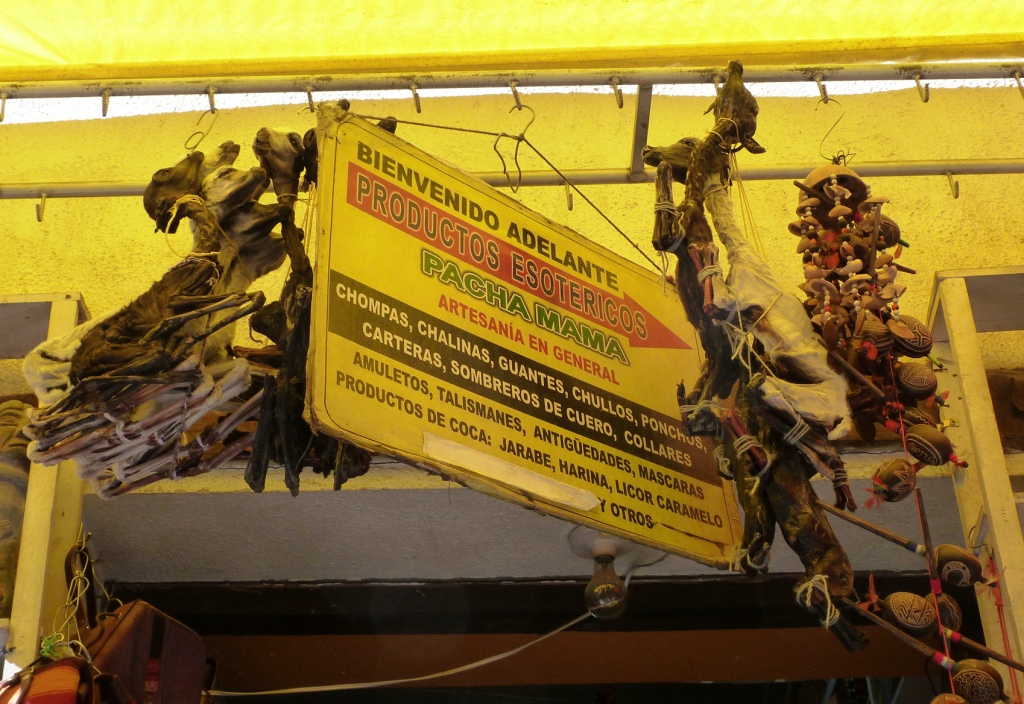 BIENVENIDO ADELANTE
PRODUCTOS ESOTERICOS
PACHA MAMA
ARTESANÍA EN GENERAL
CHOMPAS, CHALINAS, GUANTES, CHULLOS, PONCHOS,
CARTERAS, SOMBREROS DE CUERO, COLLARES
AMULETOS, TALISMANES, ANTIGÜEDADES, MASCARAS
PRODUCTOS DE COCA: JARABE, HARINA, LICOR CARAMELO
Y OTROS